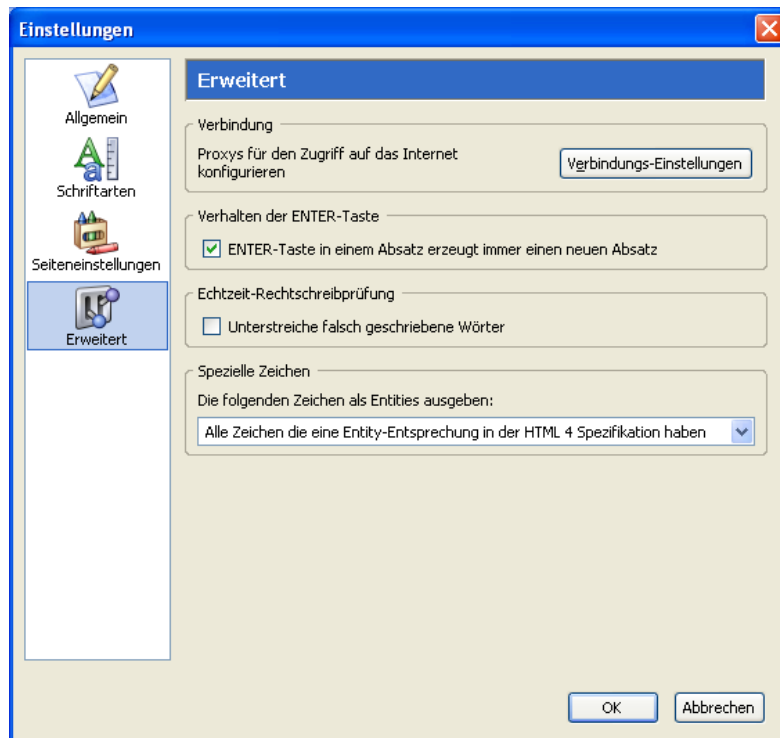 Einstellungen
Allgemein
Schriftarten
Seiteneinstellungen
Erweitert
Erweitert
Verbindung
Proxys für den Zugriff auf das Internet
konfigurieren
Verbindungs-Einstellungen
Verhalten der ENTER-Taste
ENTER-Taste in einem Absatz erzeugt immer einen neuen Absatz
Echtzeit-Rechtschreibprüfung
Unterstreiche falsch geschriebene Wörter
Spezielle Zeichen
Die folgenden Zeichen als Entities ausgeben:
Alle Zeichen die eine Entity-Entsprechung in der HTML 4 Spezifikation haben
OK
Abbrechen